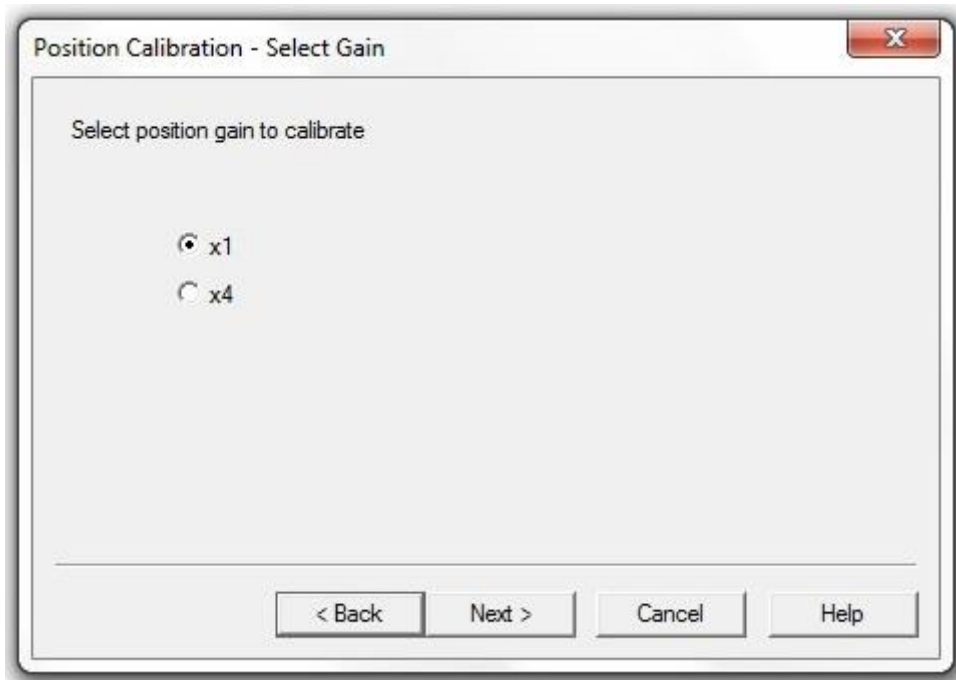 Position Calibration - Select Gain
Select position gain to calibrate
x1
x4
< Back Next > Cancel Help